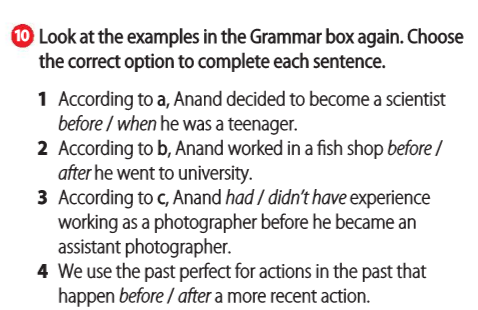 10 Look at the examples in the Grammar box again. Choose
the correct option to complete each sentence.
1 According to a, Anand decided to become a scientist
before / when he was a teenager.
2 According to b, Anand worked in a fish shop before /
after he went to university.
3 According to c, Anand had / didn't have experience
working as a photographer before he became an
assistant photographer.
4 We use the past perfect for actions in the past that
happen before / after a more recent action.